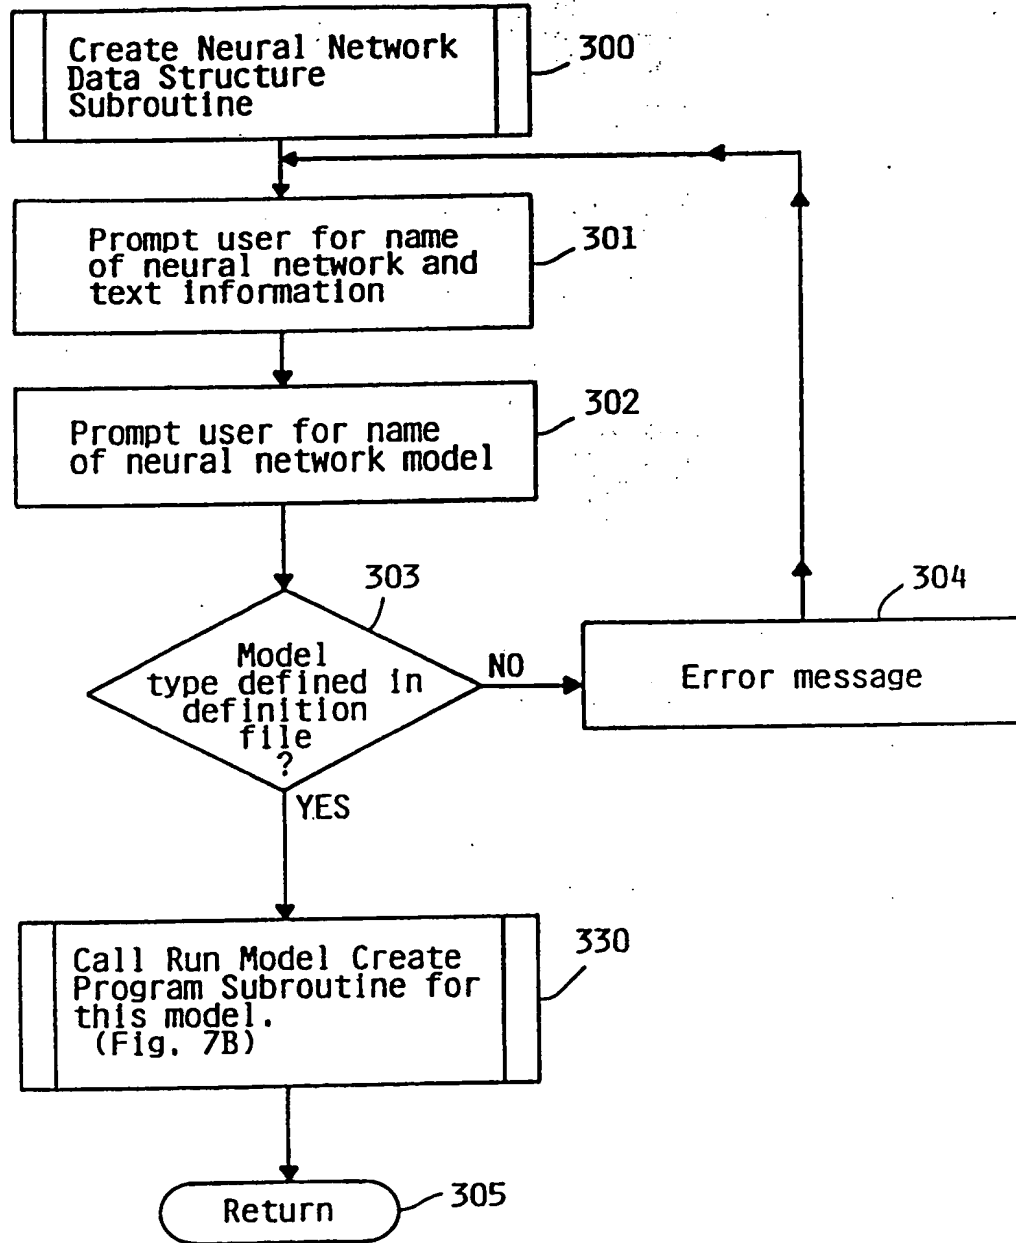 Create Neural Network
Data Structure
Subroutine
300
Prompt user for name
of neural network and
text information
301
Prompt user for name
of neural network model
302
303
Model
type defined in
definition
file
?
NO
304
Error message
YES
Call Run Model Create
Program Subroutine for
this model.
(Fig. 7B)
330
Return
305